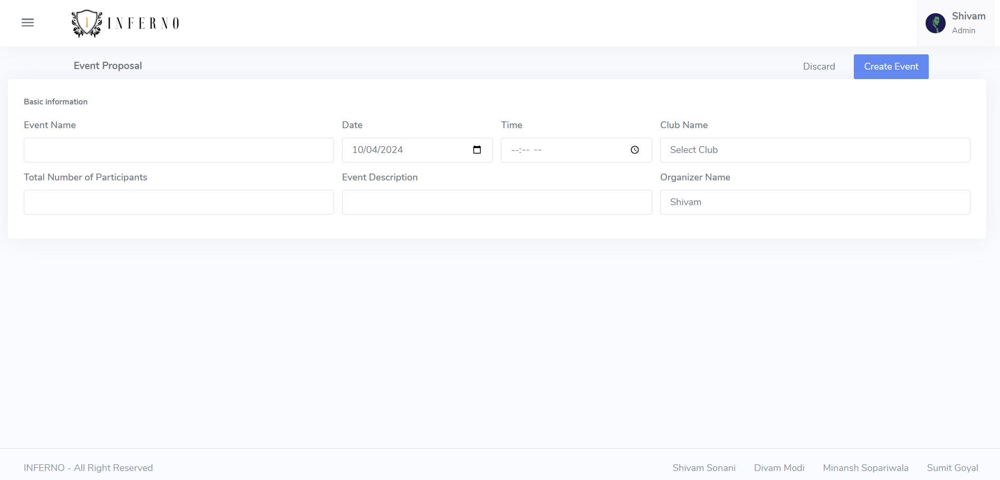 INFERNO
Shivam
Admin
Event Proposal
Discard
Create Event
Basic information
Event Name
Date
Time
Club Name
10/04/2024
--:-- --
Select Club
Total Number of Participants
Event Description
Organizer Name
Shivam
INFERNO - All Right Reserved
Shivam Sonani
Divam Modi
Minansh Sopariwala
Sumit Goyal